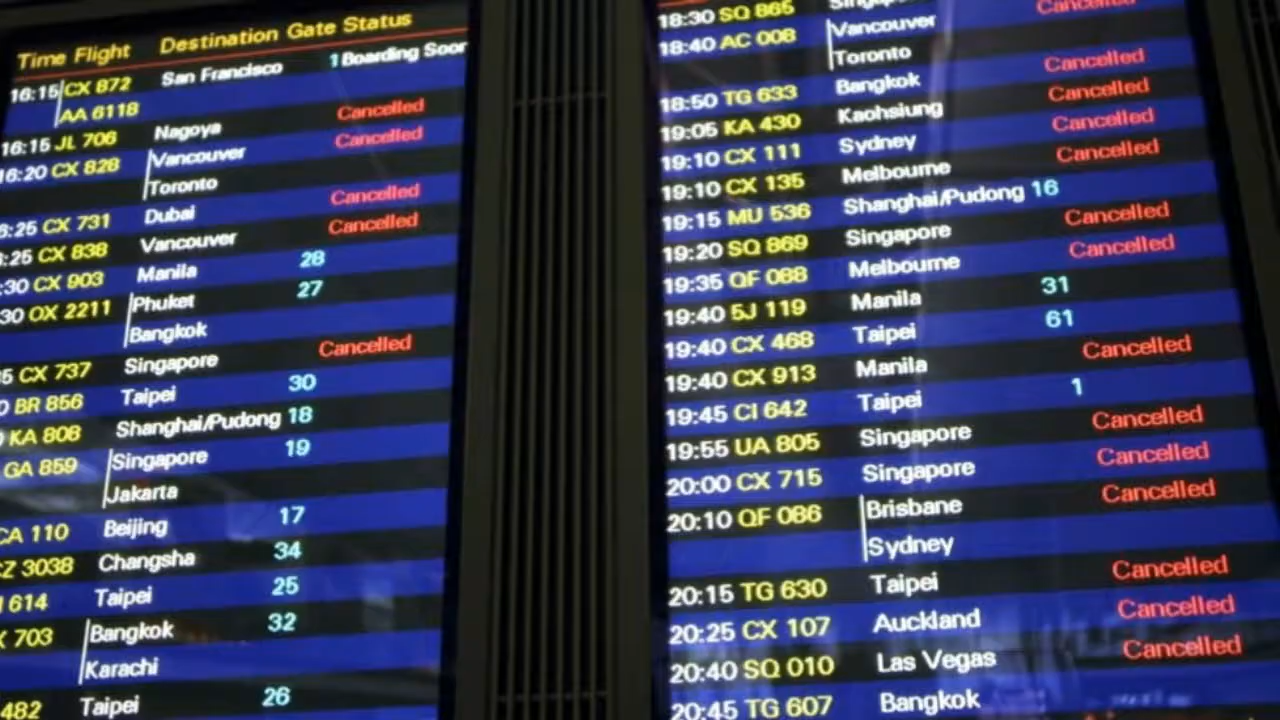 Time Flight Destination Gate Status
16:15 CX 872 San Francisco 1 Boarding Soon
AA 6118
16:15 JL 706 Nagoya Cancelled
16:20 CX 828 Vancouver Cancelled
Toronto
6:25 CX 731 Dubai Cancelled
:25 CX 838 Vancouver Cancelled
:30 CX 903 Manila 28
30 OX 2211 Phuket 27
Bangkok
5 CX 737 Singapore Cancelled
0 BR 856 Taipei 30
KA 808 Shanghai/Pudong 18
GA 859 Singapore 19
Jakarta
CA 110 Beijing 17
CZ 3038 Changsha 34
614 Taipei 25
703 Bangkok 32
Karachi
482 Taipei 26
18:30 SQ 865 Singapore
18:40 AC 008 Vancouver Cancelled
Toronto
18:50 TG 633 Bangkok Cancelled
19:05 KA 430 Kaohsiung Cancelled
19:10 CX 111 Sydney Cancelled
19:10 CX 135 Melbourne Cancelled
19:15 MU 536 Shanghai/Pudong 16
19:20 SQ 869 Singapore Cancelled
19:35 QF 088 Melbourne Cancelled
19:40 5J 119 Manila 31
19:40 CX 468 Taipei 61
19:40 CX 913 Manila Cancelled
19:45 CI 642 Taipei 1
19:55 UA 805 Singapore Cancelled
20:00 CX 715 Singapore Cancelled
20:10 QF 086 Brisbane Cancelled
Sydney
20:15 TG 630 Taipei Cancelled
20:25 CX 107 Auckland Cancelled
20:40 SQ 010 Las Vegas Cancelled
20:45 TG 607 Bangkok